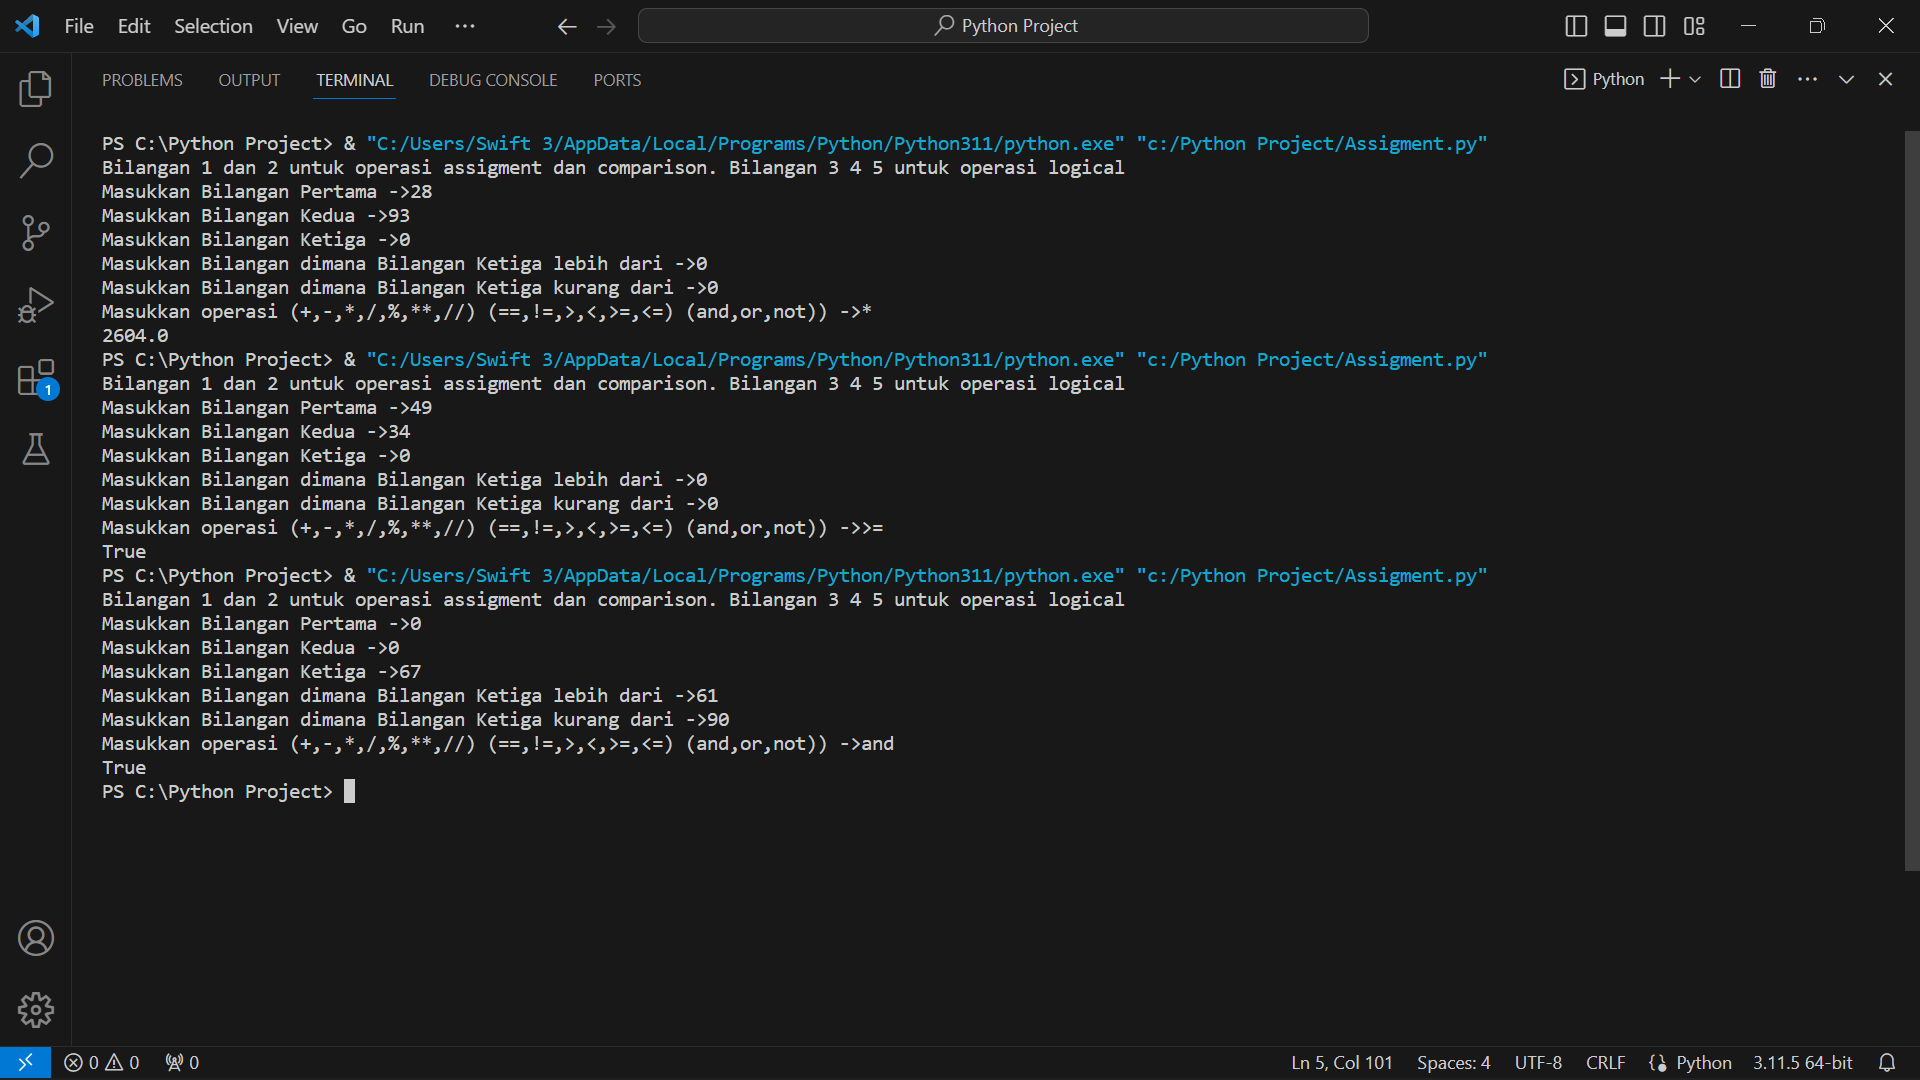 File Edit Selection View Go Run ··· Python Project
PROBLEMS OUTPUT TERMINAL DEBUG CONSOLE PORTS Python
PS C:\Python Project> & "C:/Users/Swift 3/AppData/Local/Programs/Python/Python311/python.exe" "c:/Python Project/Assigment.py"
Bilangan 1 dan 2 untuk operasi assigment dan comparison. Bilangan 3 4 5 untuk operasi logical
Masukkan Bilangan Pertama ->28
Masukkan Bilangan Kedua ->93
Masukkan Bilangan Ketiga ->0
Masukkan Bilangan dimana Bilangan Ketiga lebih dari ->0
Masukkan Bilangan dimana Bilangan Ketiga kurang dari ->0
Masukkan operasi (+,-,*,/,%,**,//) (==,!=,>,<,>=,<=) (and,or,not)) ->*
2604.0
PS C:\Python Project> & "C:/Users/Swift 3/AppData/Local/Programs/Python/Python311/python.exe" "c:/Python Project/Assigment.py"
Bilangan 1 dan 2 untuk operasi assigment dan comparison. Bilangan 3 4 5 untuk operasi logical
Masukkan Bilangan Pertama ->49
Masukkan Bilangan Kedua ->34
Masukkan Bilangan Ketiga ->0
Masukkan Bilangan dimana Bilangan Ketiga lebih dari ->0
Masukkan Bilangan dimana Bilangan Ketiga kurang dari ->0
Masukkan operasi (+,-,*,/,%,**,//) (==,!=,>,<,>=,<=) (and,or,not)) ->>=
True
PS C:\Python Project> & "C:/Users/Swift 3/AppData/Local/Programs/Python/Python311/python.exe" "c:/Python Project/Assigment.py"
Bilangan 1 dan 2 untuk operasi assigment dan comparison. Bilangan 3 4 5 untuk operasi logical
Masukkan Bilangan Pertama ->0
Masukkan Bilangan Kedua ->0
Masukkan Bilangan Ketiga ->67
Masukkan Bilangan dimana Bilangan Ketiga lebih dari ->61
Masukkan Bilangan dimana Bilangan Ketiga kurang dari ->90
Masukkan operasi (+,-,*,/,%,**,//) (==,!=,>,<,>=,<=) (and,or,not)) ->and
True
PS C:\Python Project>
1
0 0 0 Ln 5, Col 101 Spaces: 4 UTF-8 CRLF Python 3.11.5 64-bit